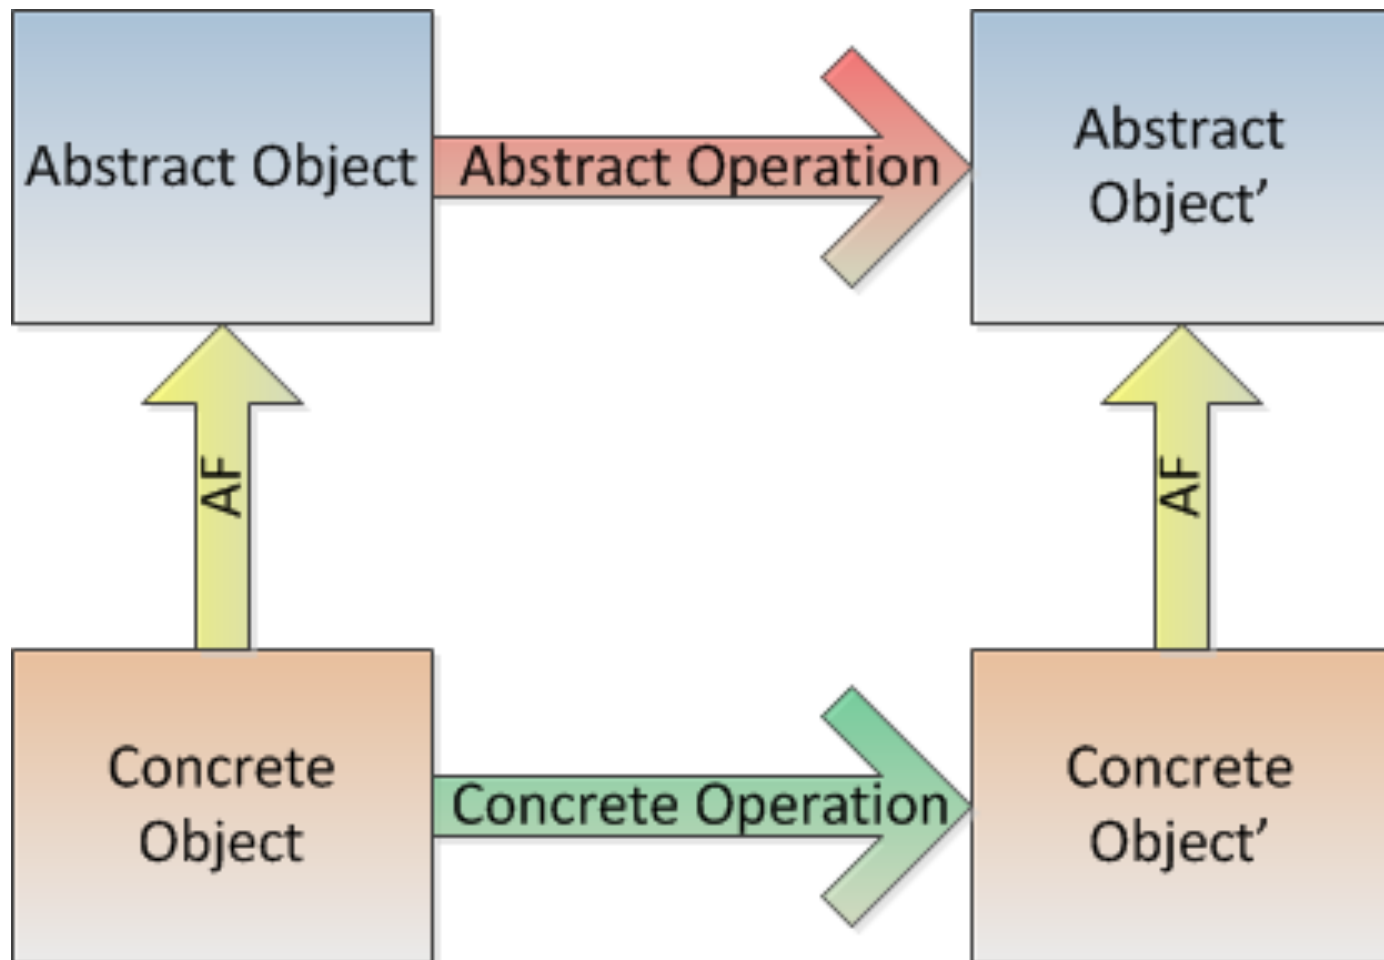 Abstract Object
Abstract Operation
Abstract
Object’
AF
AF
Concrete
Object
Concrete Operation
Concrete
Object’